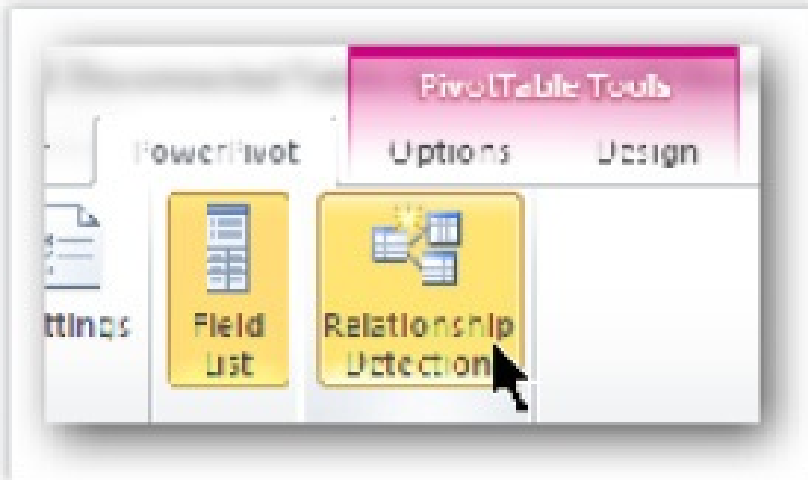 PivotTable Tools
PowerPivot Options Design
ttings
Field
List
Relationship
Detection